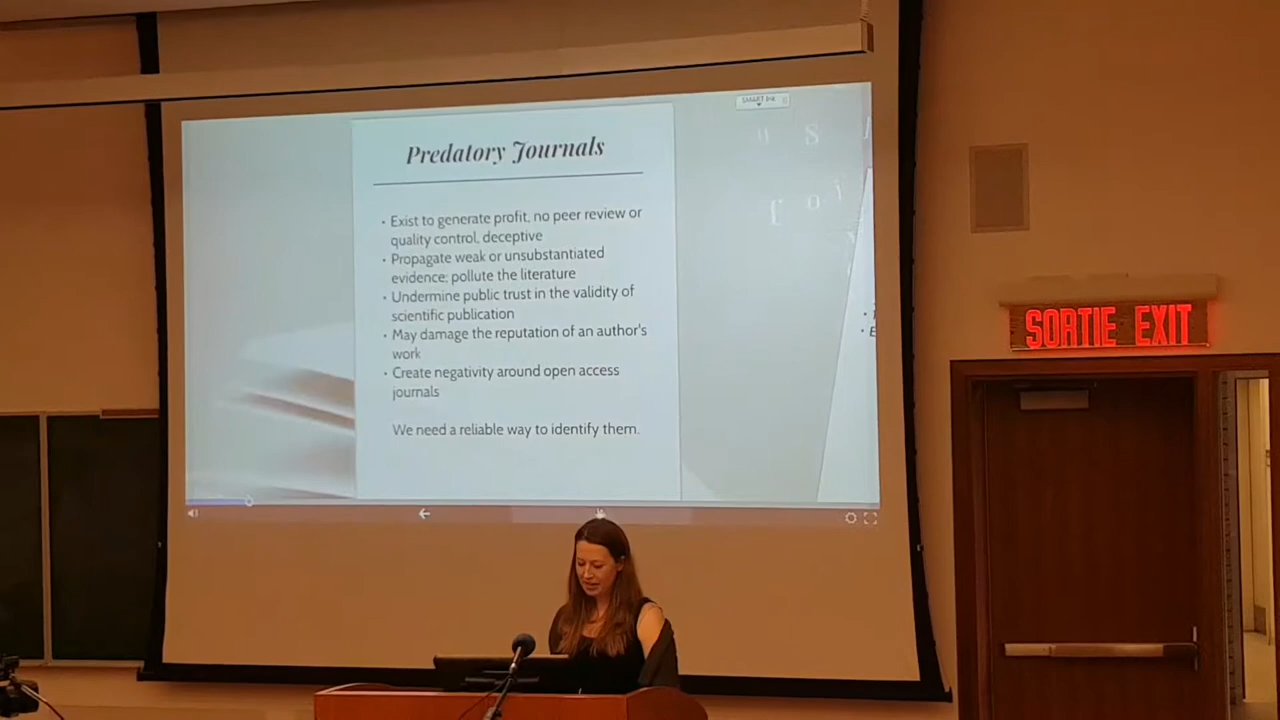 SMART Ink
Predatory Journals
• Exist to generate profit, no peer review or
quality control, deceptive
• Propagate weak or unsubstantiated
evidence; pollute the literature
• Undermine public trust in the validity of
scientific publication
• May damage the reputation of an author's
work
• Create negativity around open access
journals
We need a reliable way to identify them.
SORTIE EXIT